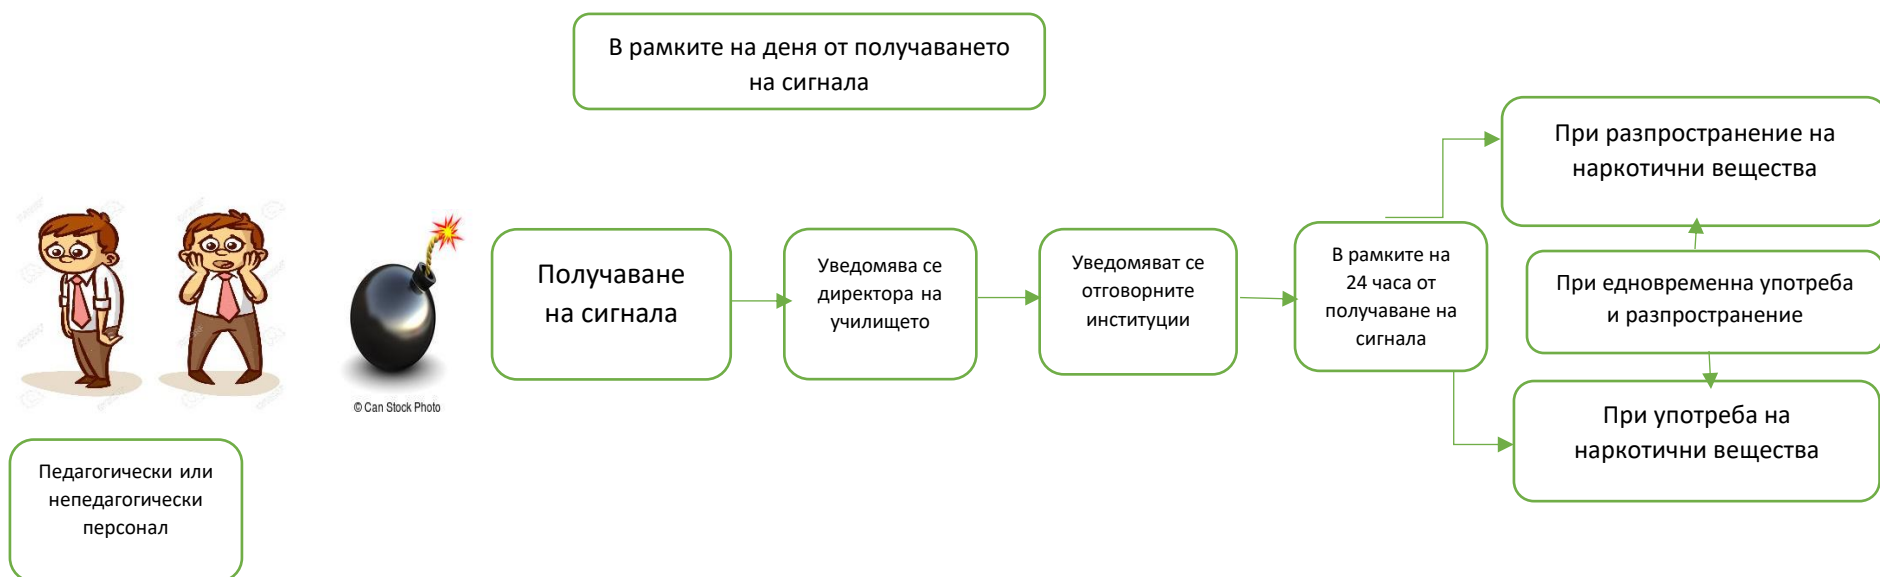 В рамките на деня от получаването
на сигнала
При разпространение на
наркотични вещества
Получаване
на сигнала
Уведомява се
директора на
училището
Уведомяват се
отговорните
институции
В рамките на
24 часа от
получаване на
сигнала
При едновременна употреба
и разпространение
При употреба на
наркотични вещества
© Can Stock Photo
Педагогически или
непедагогически
персонал